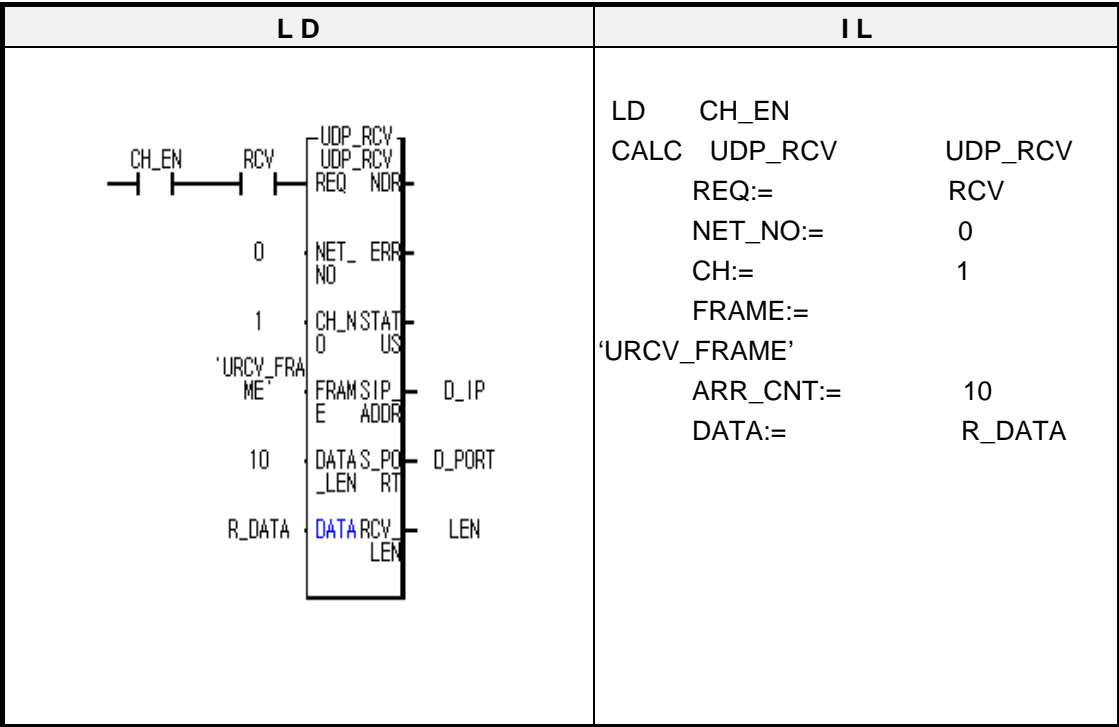 L D
I L
UDP_RCV
UDP_RCV
CH_EN RCV REQ NDR
0 NET_ ERR
NO
1 CH_N STAT
O US
'URCV_FRA
ME' FRAM SIP_ D_IP
E ADDR
10 DATA S_PO D_PORT
_LEN RT
R_DATA DATA RCV_ LEN
LEN
LD CH_EN
CALC UDP_RCV UDP_RCV
REQ:= RCV
NET_NO:= 0
CH:= 1
FRAME:=
‘URCV_FRAME’
ARR_CNT:= 10
DATA:= R_DATA